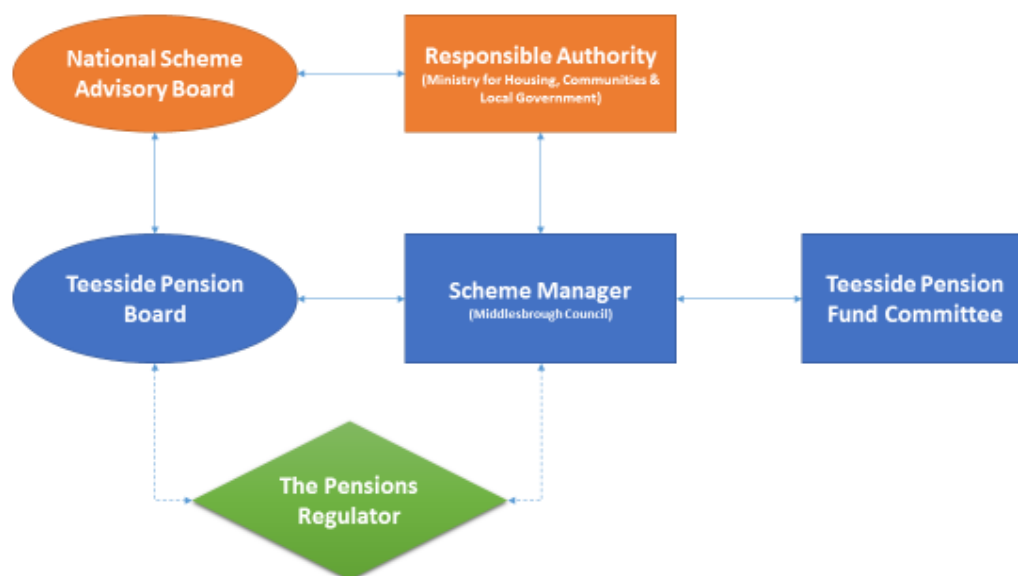 National Scheme
Advisory Board
Responsible Authority
(Ministry for Housing, Communities &
Local Government)
Teesside Pension
Board
Scheme Manager
(Middlesbrough Council)
Teesside Pension
Fund Committee
The Pensions
Regulator